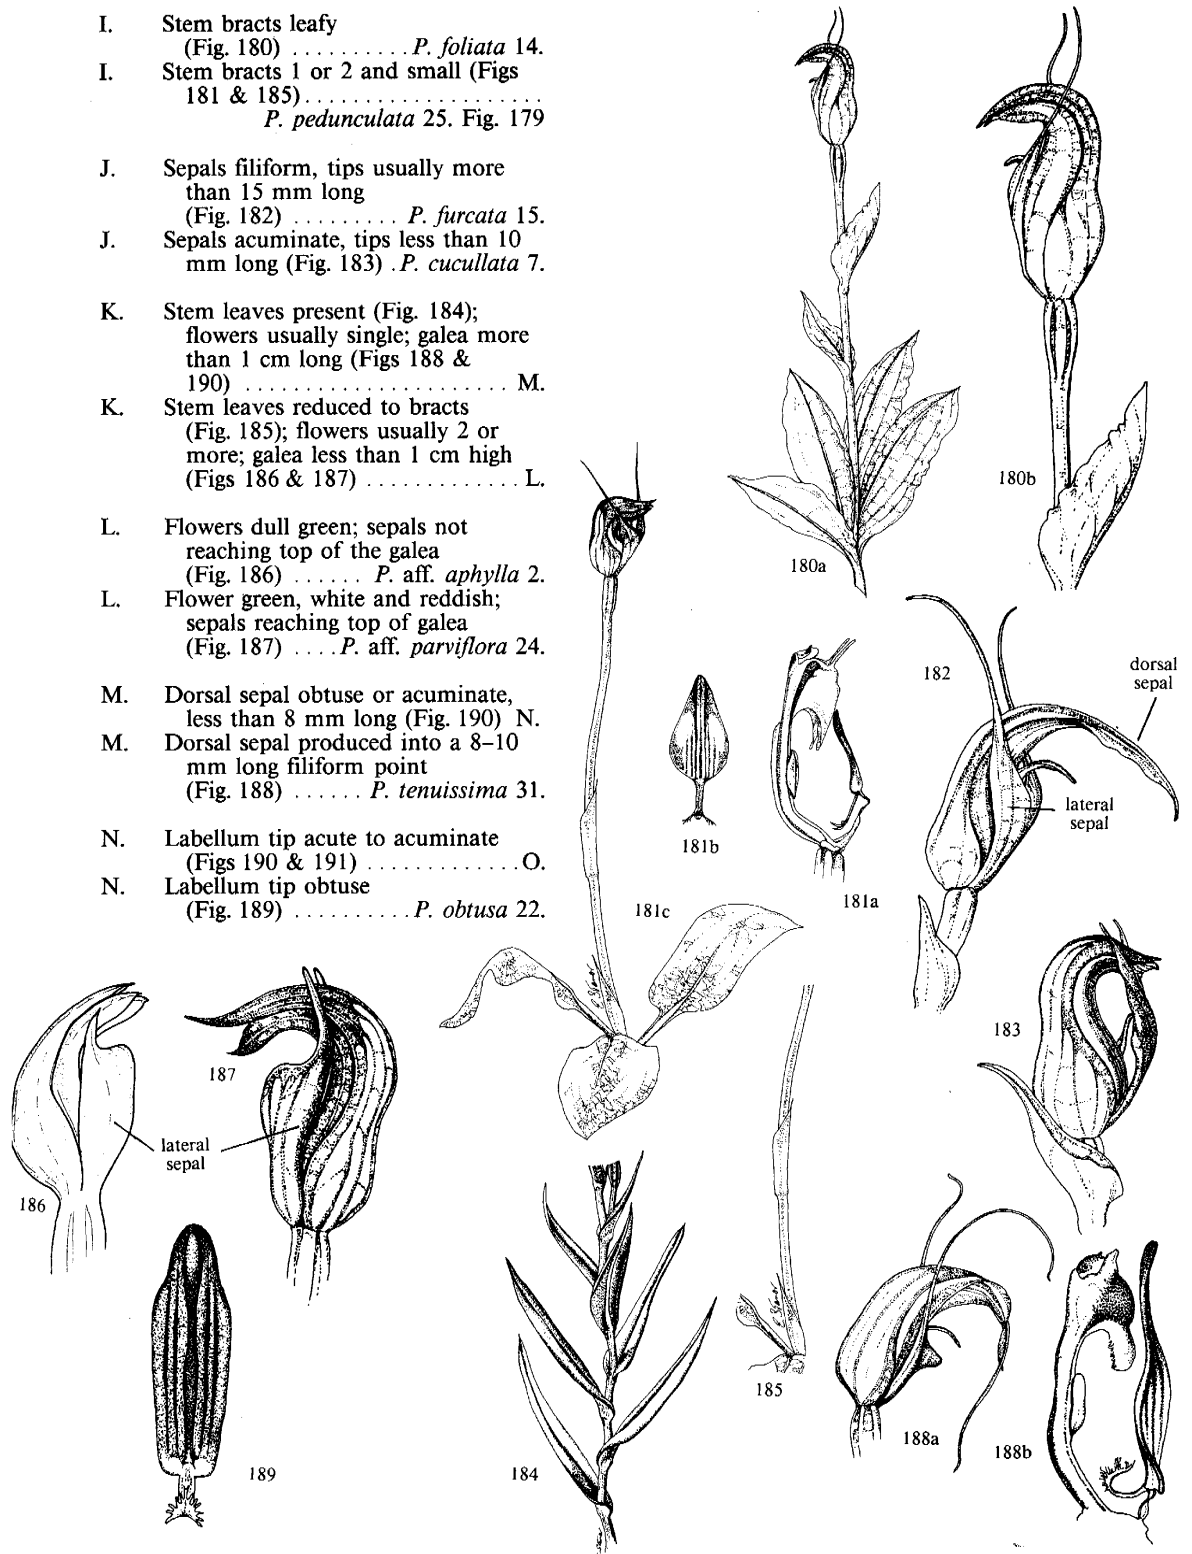 I. Stem bracts leafy
(Fig. 180) .......... P. foliata 14.
I. Stem bracts 1 or 2 and small (Figs
181 & 185)....................
P. pedunculata 25. Fig. 179
J. Sepals filiform, tips usually more
than 15 mm long
(Fig. 182) ......... P. furcata 15.
J. Sepals acuminate, tips less than 10
mm long (Fig. 183) .P. cucullata 7.
K. Stem leaves present (Fig. 184);
flowers usually single; galea more
than 1 cm long (Figs 188 &
190) ....................... M.
K. Stem leaves reduced to bracts
(Fig. 185); flowers usually 2 or
more; galea less than 1 cm high
(Figs 186 & 187) ............. L.
L. Flowers dull green; sepals not
reaching top of the galea
(Fig. 186) ...... P. aff. aphylla 2.
L. Flower green, white and reddish;
sepals reaching top of galea
(Fig. 187) ....P. aff. parviflora 24.
M. Dorsal sepal obtuse or acuminate,
less than 8 mm long (Fig. 190) N.
M. Dorsal sepal produced into a 8–10
mm long filiform point
(Fig. 188) ...... P. tenuissima 31.
N. Labellum tip acute to acuminate
(Figs 190 & 191) .............O.
N. Labellum tip obtuse
(Fig. 189) .......... P. obtusa 22.
180a
180b
182
dorsal
sepal
lateral
sepal
181b
181a
181c
183
187
lateral
sepal
186
185
188a
188b
189
184